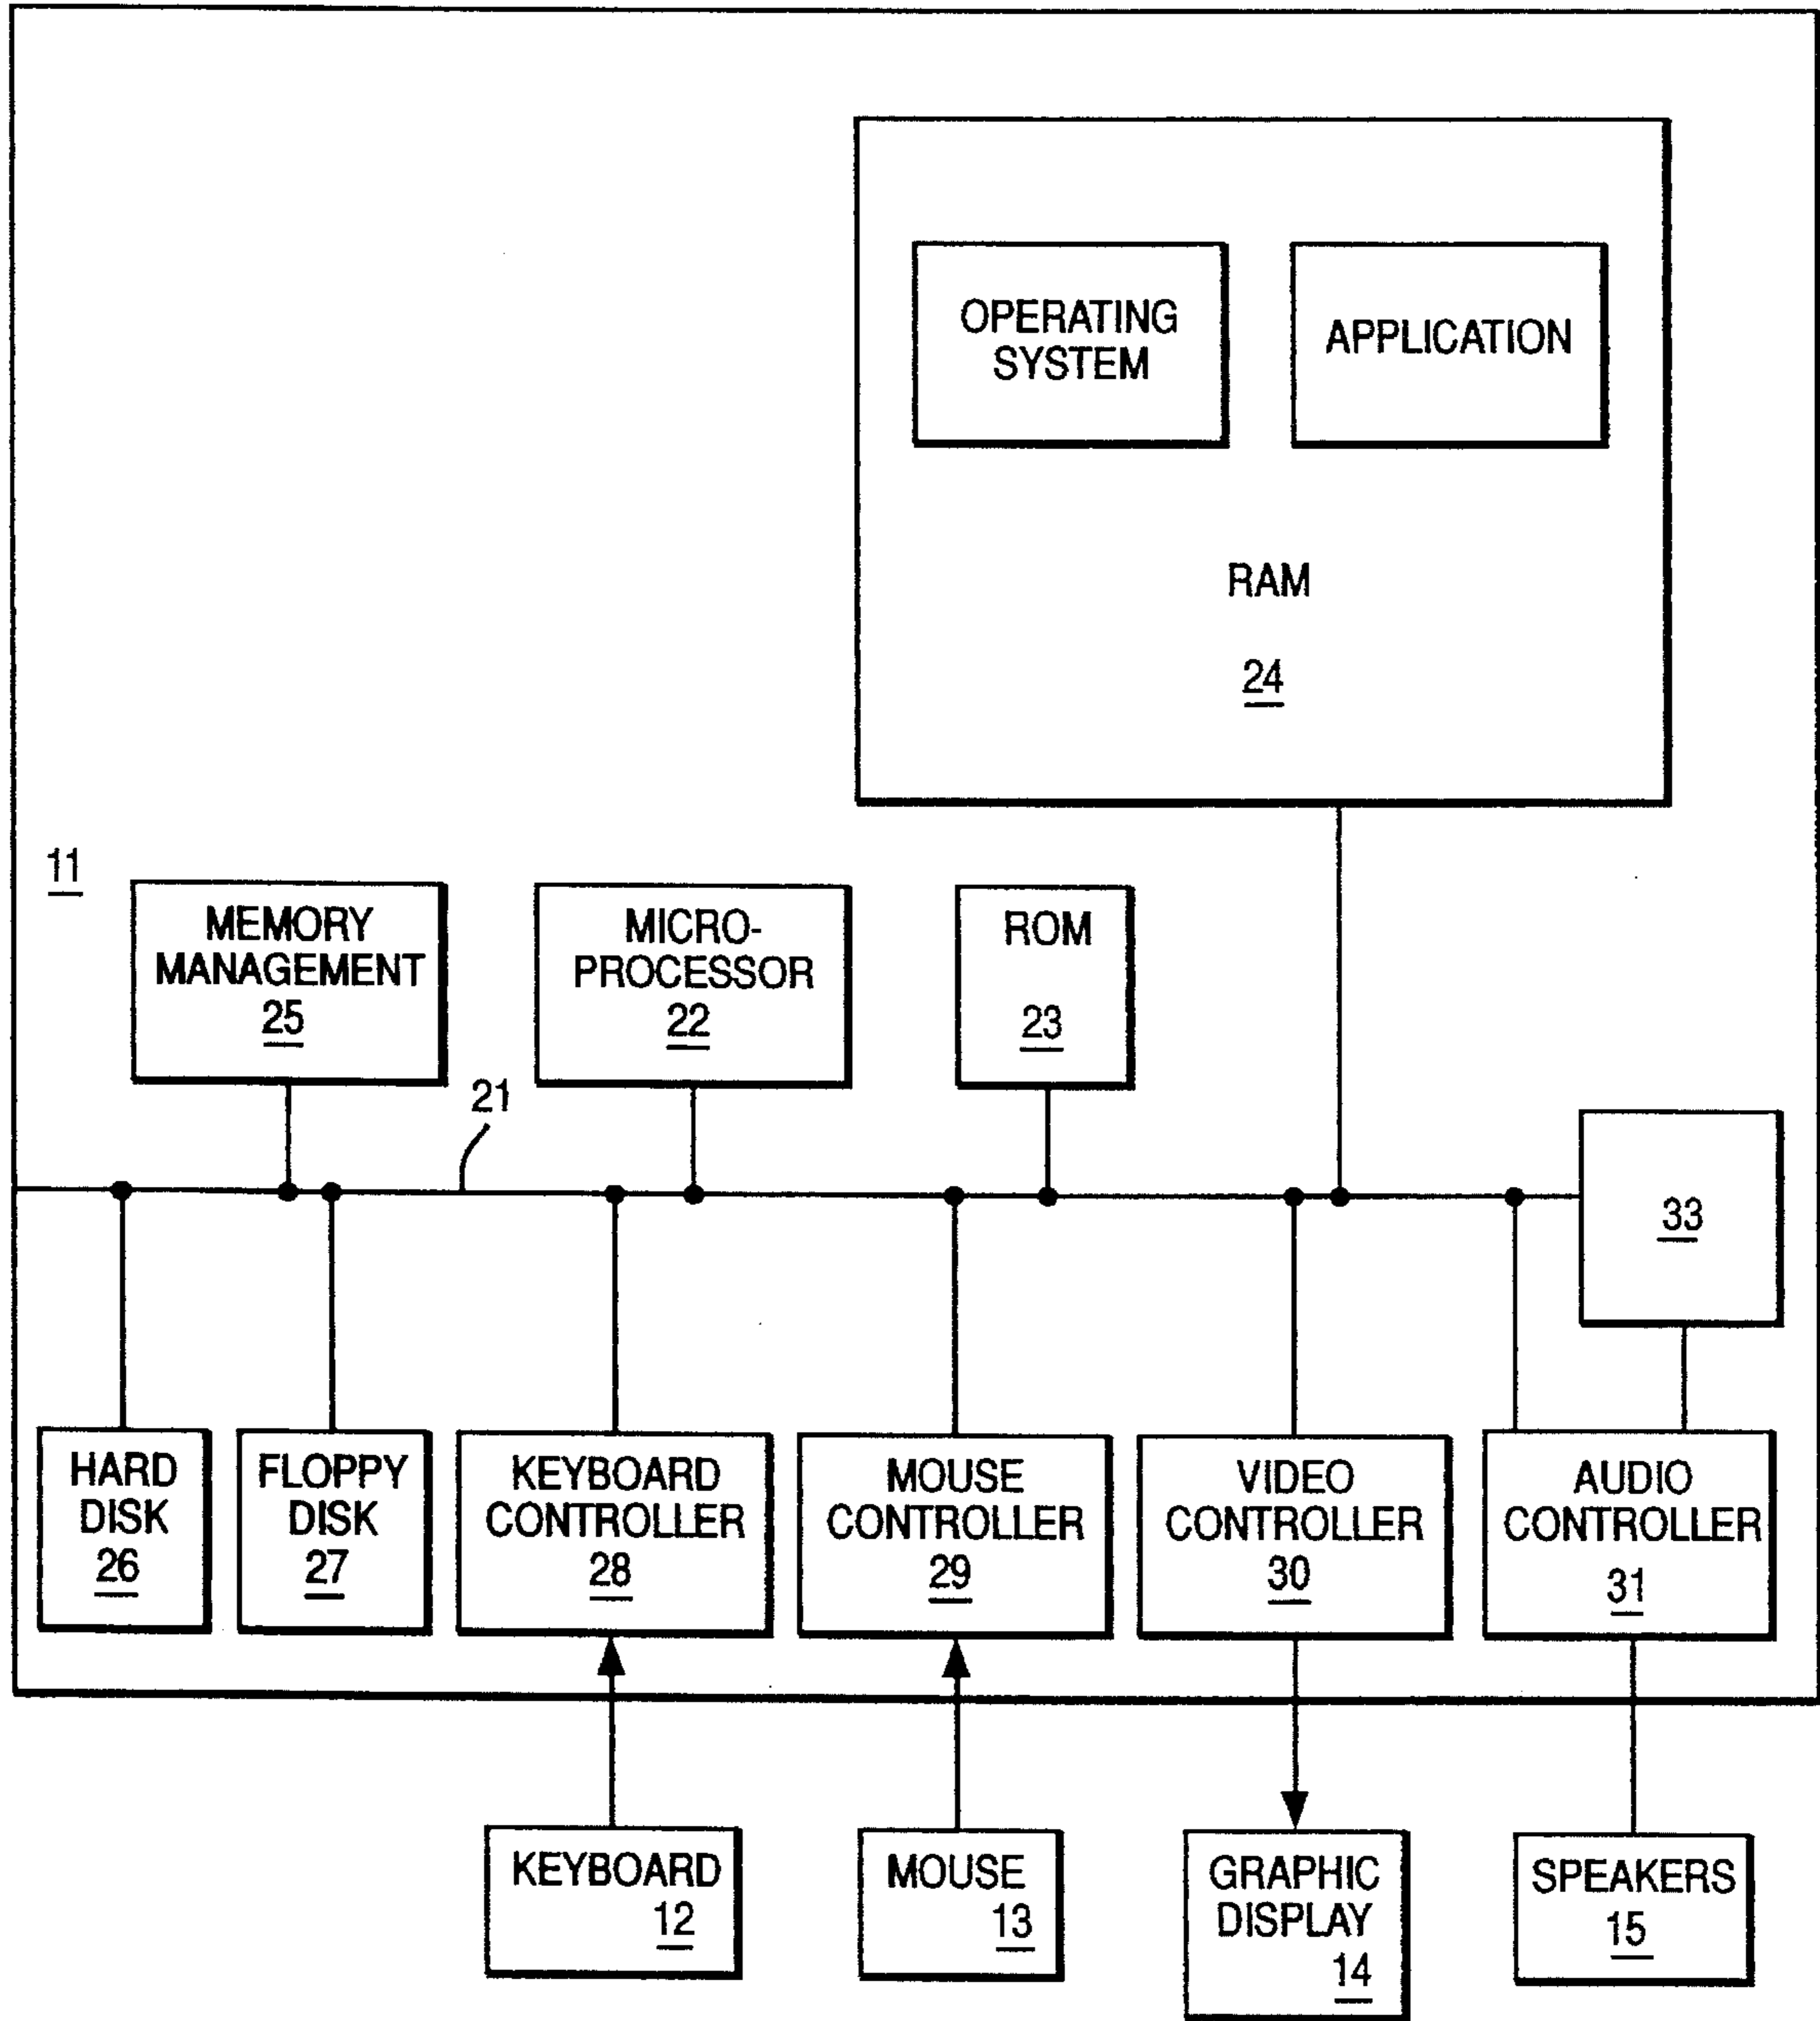 OPERATING
SYSTEM
APPLICATION
RAM
24
11
MEMORY
MANAGEMENT
25
MICRO-
PROCESSOR
22
ROM
23
21
33
HARD
DISK
26
FLOPPY
DISK
27
KEYBOARD
CONTROLLER
28
MOUSE
CONTROLLER
29
VIDEO
CONTROLLER
30
AUDIO
CONTROLLER
31
KEYBOARD
12
MOUSE
13
GRAPHIC
DISPLAY
14
SPEAKERS
15